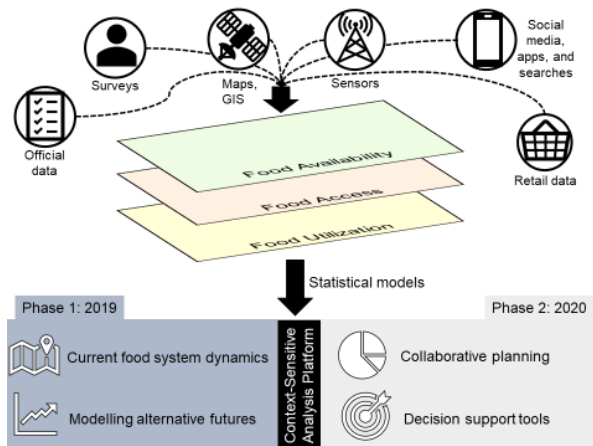 Surveys
Maps,
GIS
Sensors
Social
media,
apps, and
searches
Official
data
Retail data
Food Availability
Food Access
Food Utilization
Statistical models
Phase 1: 2019
Phase 2: 2020
Current food system dynamics
Modelling alternative futures
Context-Sensitive
Analysis Platform
Collaborative planning
Decision support tools